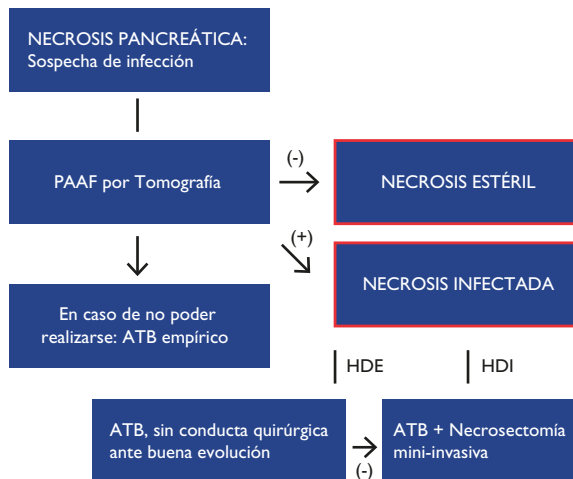 NECROSIS PANCREÁTICA:
Sospecha de infección
PAAF por Tomografía
(-)
NECROSIS ESTÉRIL
(+)
NECROSIS INFECTADA
En caso de no poder
realizarse: ATB empírico
HDE
HDI
ATB, sin conducta quirúrgica
ante buena evolución
(-)
ATB + Necrosectomía
mini-invasiva